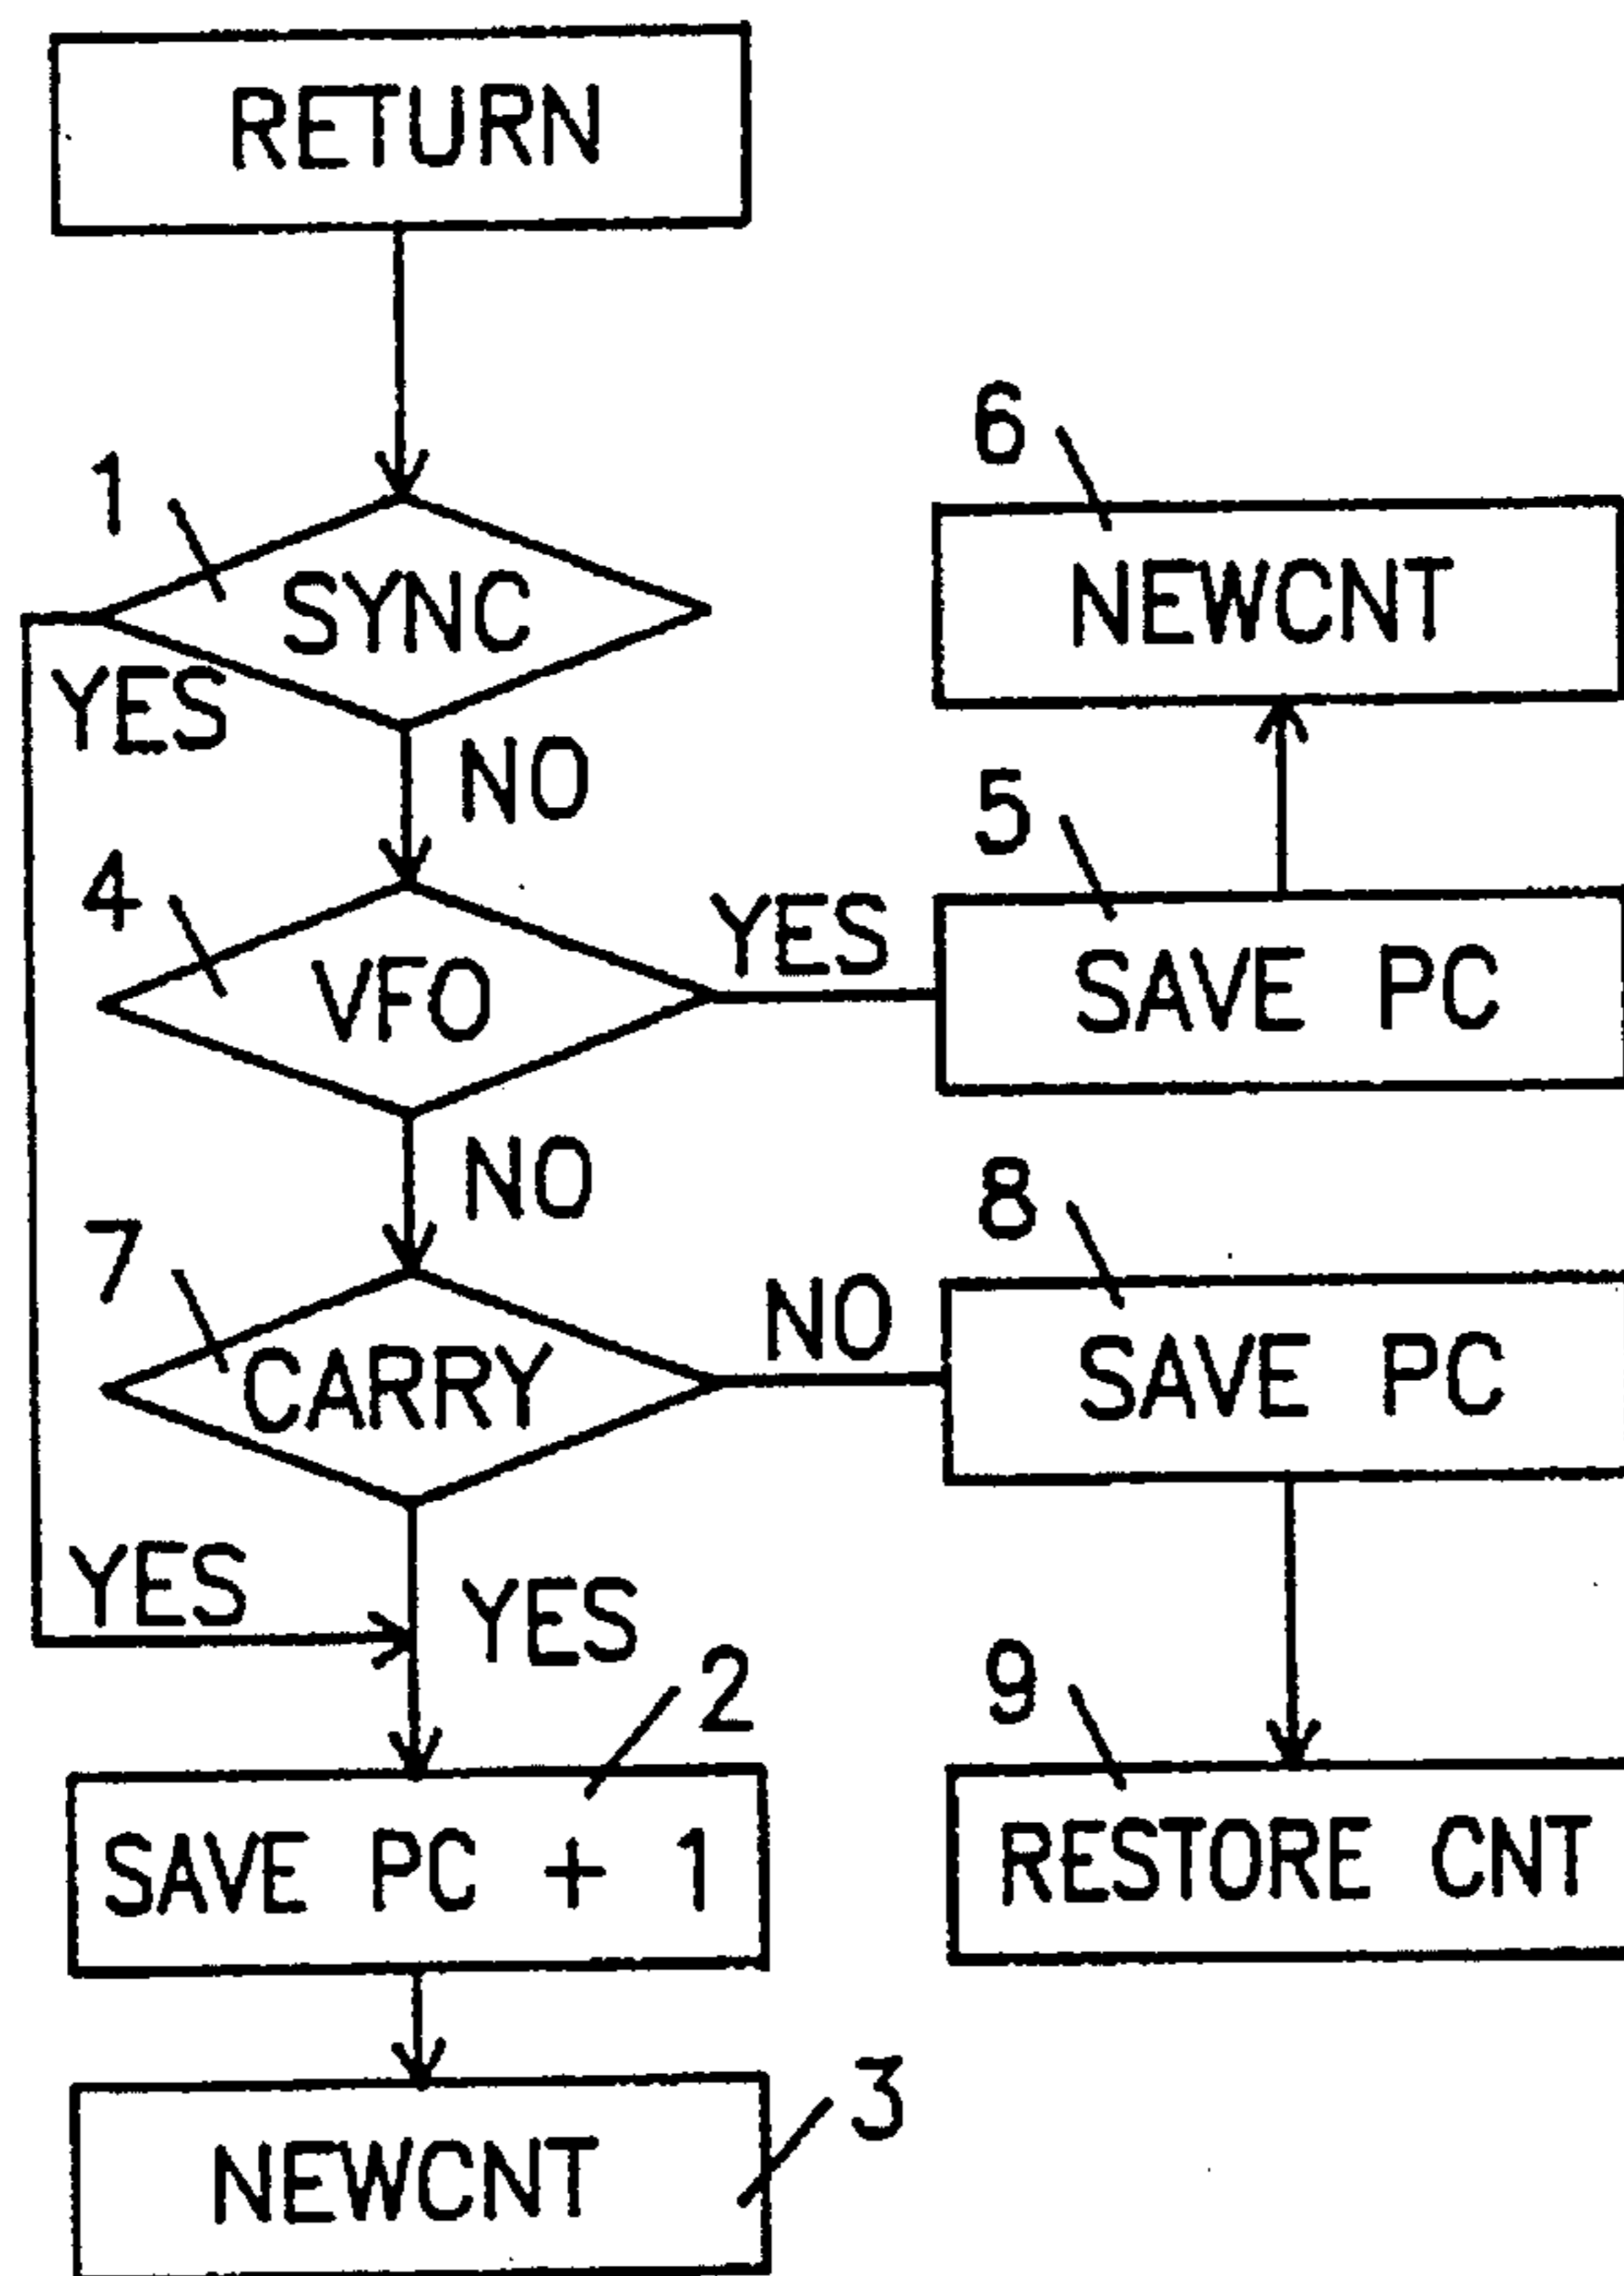 RETURN
1
SYNC
YES
NO
6
NEWCNT
4
VFO
YES
5
SAVE PC
NO
7
CARRY
NO
8
SAVE PC
YES
YES
2
SAVE PC + 1
9
RESTORE CNT
3
NEWCNT